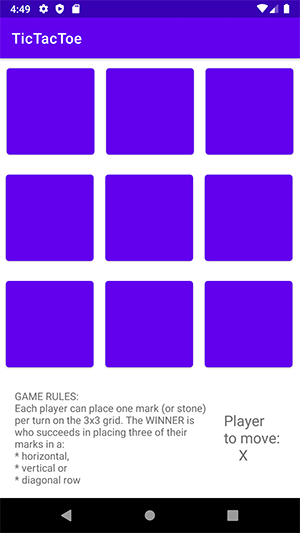 4:49
TicTacToe
GAME RULES:
Each player can place one mark (or stone)
per turn on the 3x3 grid. The WINNER is
who succeeds in placing three of their
marks in a:
* horizontal,
* vertical or
* diagonal row
Player
to move:
X